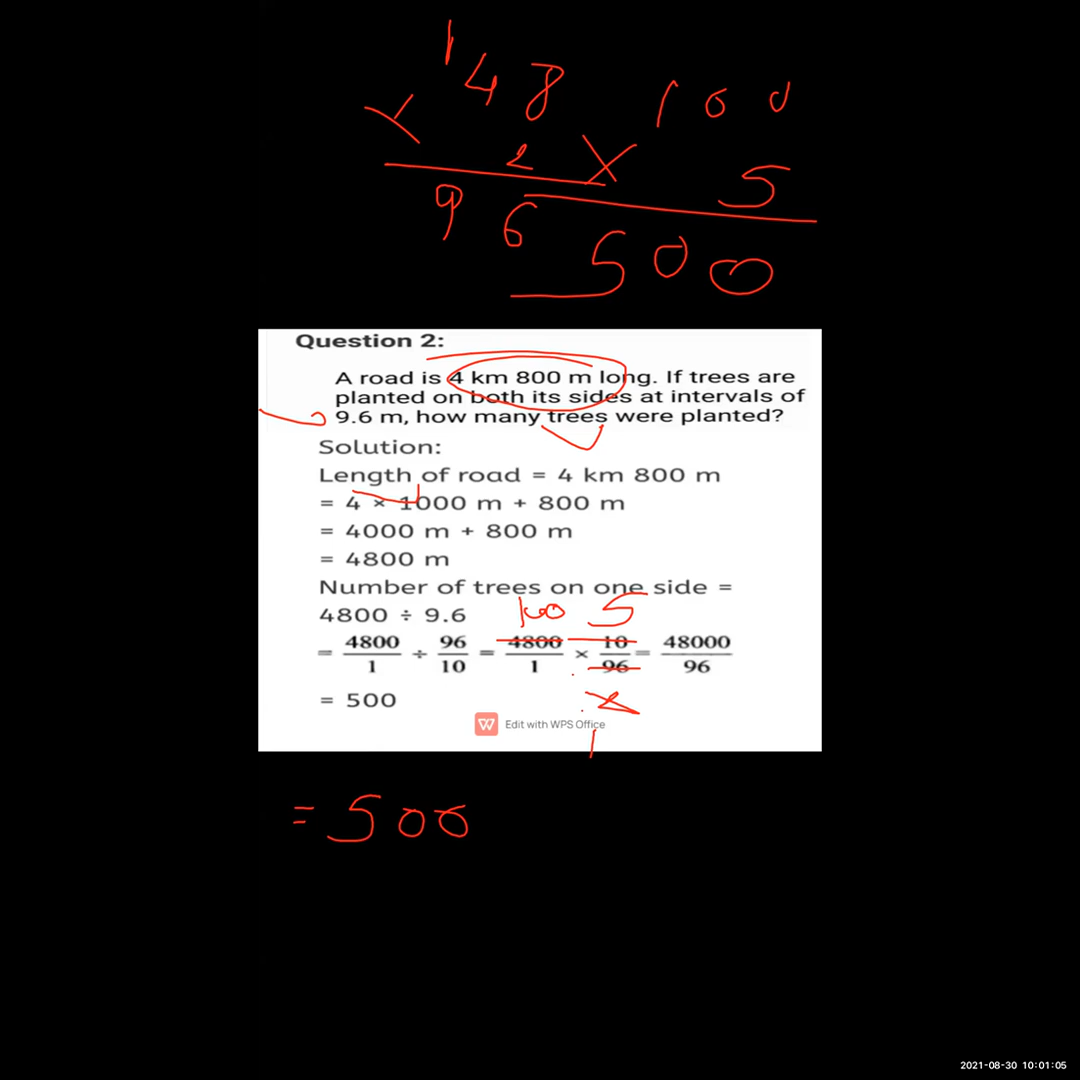 1
48 100
× 2 × 5
96 500
Question 2:
A road is 4 km 800 m long. If trees are
planted on both its sides at intervals of
9.6 m, how many trees were planted?
Solution:
Length of road = 4 km 800 m
= 4 × 1000 m + 800 m
= 4000 m + 800 m
= 4800 m
Number of trees on one side =
100 5
4800 ÷ 9.6
= 4800/1 ÷ 96/10 = 4800/1 × 10/96 = 48000/96
= 500
2
Edit with WPS Office
1
= 500
2021-08-30 10:01:05